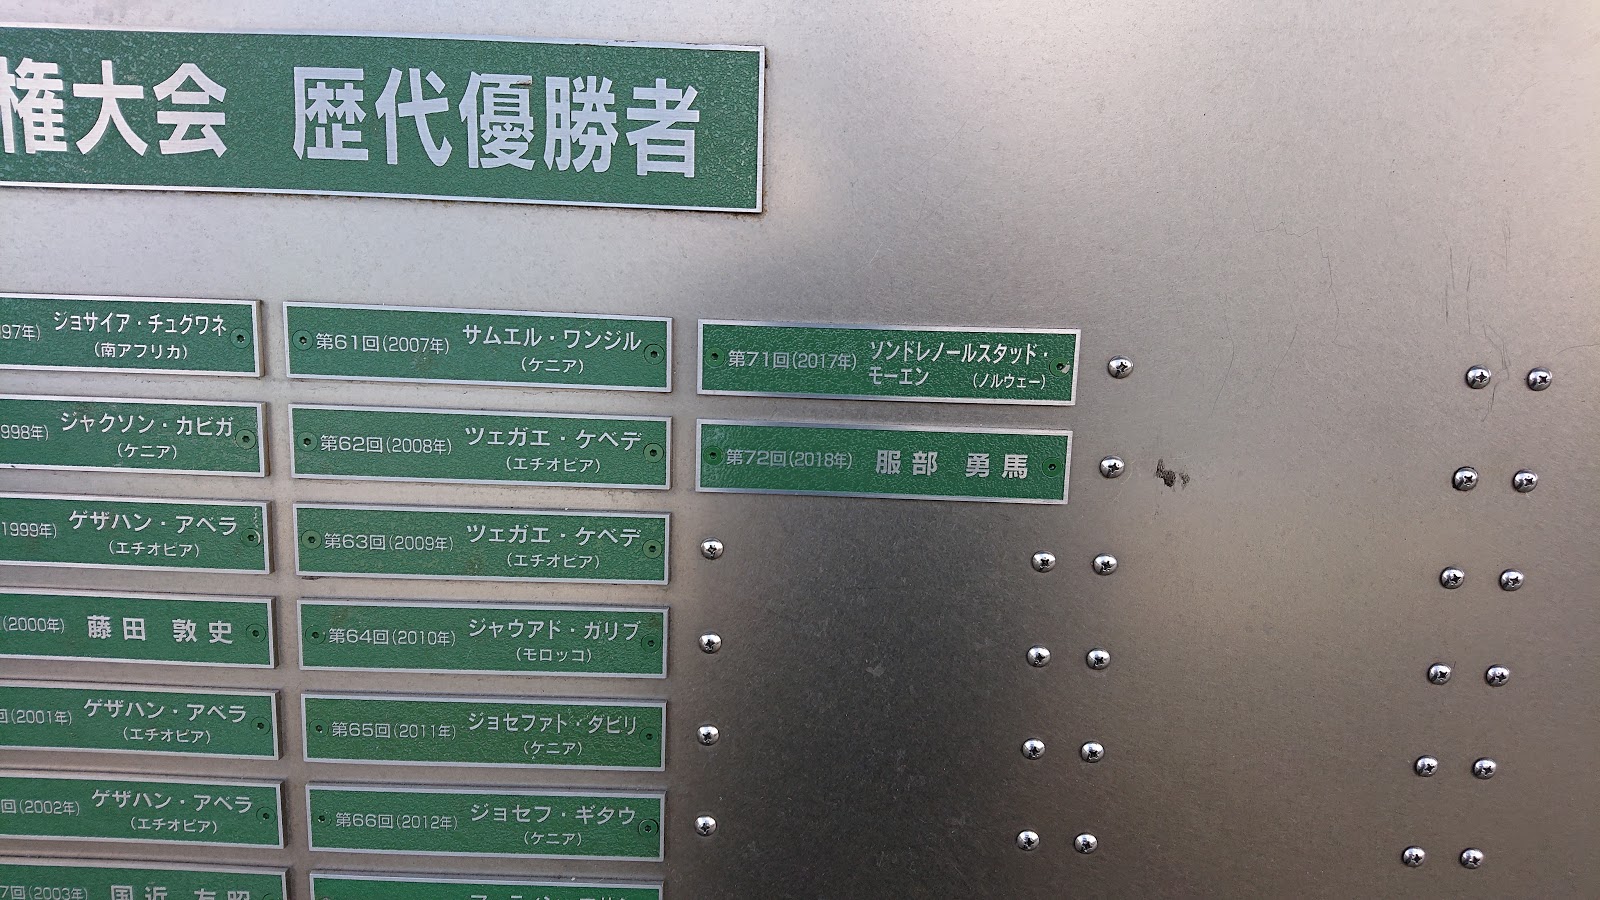 権大会 歴代優勝者
97年) ジョサイア・チュグワネ
(南アフリカ)
998年) ジャクソン・カビガ
(ケニア)
1999年) ゲザハン・アベラ
(エチオピア)
(2000年) 藤田 敦史
回(2001年) ゲザハン・アベラ
(エチオピア)
回(2002年) ゲザハン・アベラ
(エチオピア)
7回(2003年) 国近 友昭
第61回(2007年) サムエル・ワンジル
(ケニア)
第62回(2008年) ツェガエ・ケベデ
(エチオピア)
第63回(2009年) ツェガエ・ケベデ
(エチオピア)
第64回(2010年) ジャウアド・ガリブ
(モロッコ)
第65回(2011年) ジョセファト・ダビリ
(ケニア)
第66回(2012年) ジョセフ・ギタウ
(ケニア)
第71回(2017年) ソンドレノールスタッド・
モーエン (ノルウェー)
第72回(2018年) 服部 勇馬